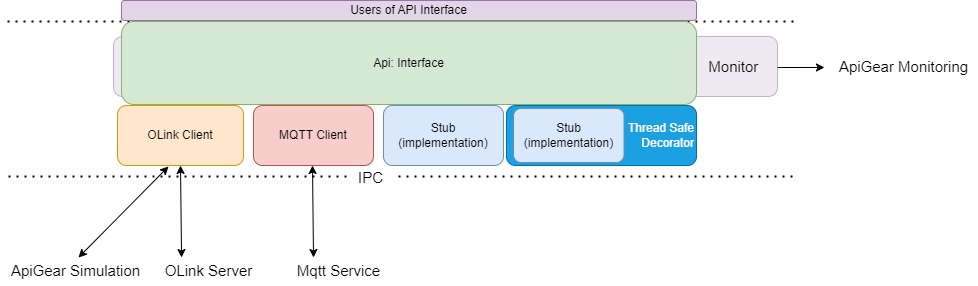 Users of API Interface
Api: Interface
Monitor
ApiGear Monitoring
OLink Client
MQTT Client
Stub
(implementation)
Stub
(implementation)
Thread Safe
Decorator
IPC
ApiGear Simulation
OLink Server
Mqtt Service